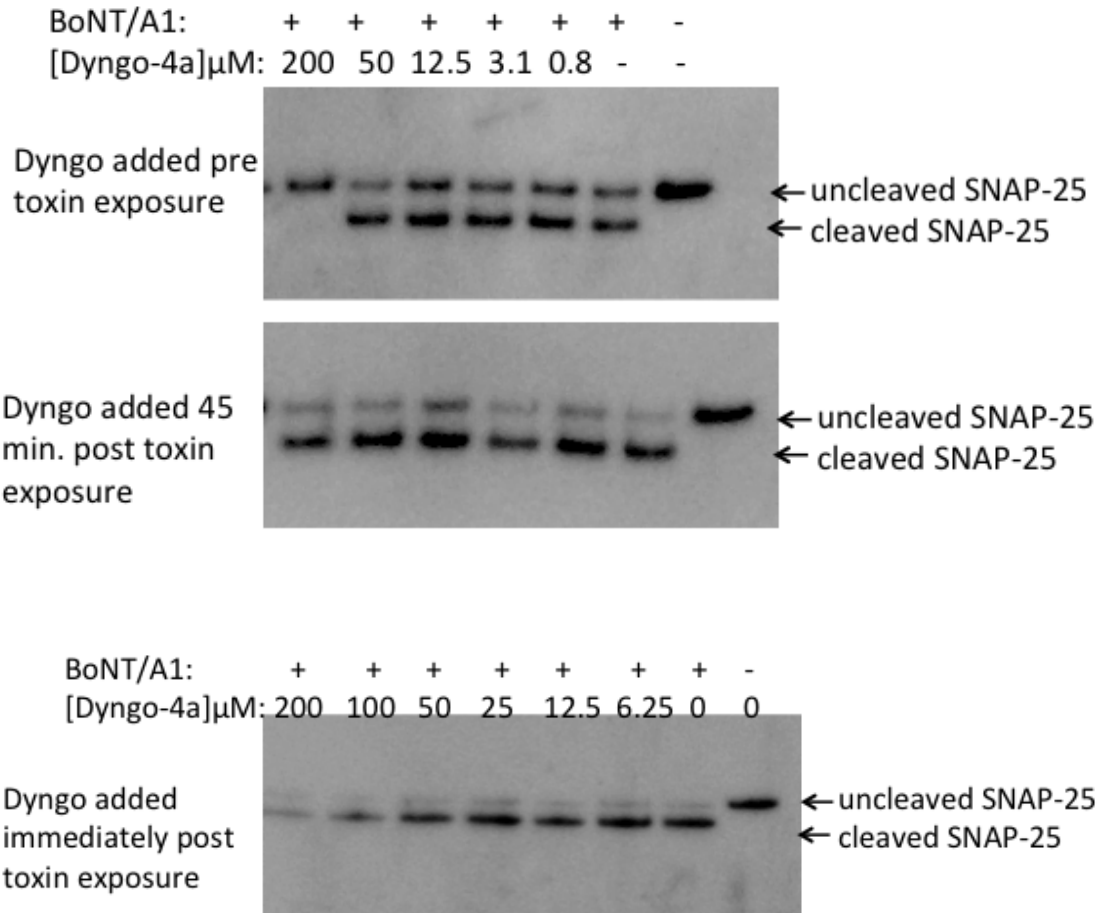 BoNT/A1: + + + + + + -
[Dyngo-4a]µM: 200 50 12.5 3.1 0.8 - -
Dyngo added pre
toxin exposure
uncleaved SNAP-25
cleaved SNAP-25
Dyngo added 45
min. post toxin
exposure
uncleaved SNAP-25
cleaved SNAP-25
BoNT/A1: + + + + + + + -
[Dyngo-4a]µM: 200 100 50 25 12.5 6.25 0 0
Dyngo added
immediately post
toxin exposure
uncleaved SNAP-25
cleaved SNAP-25